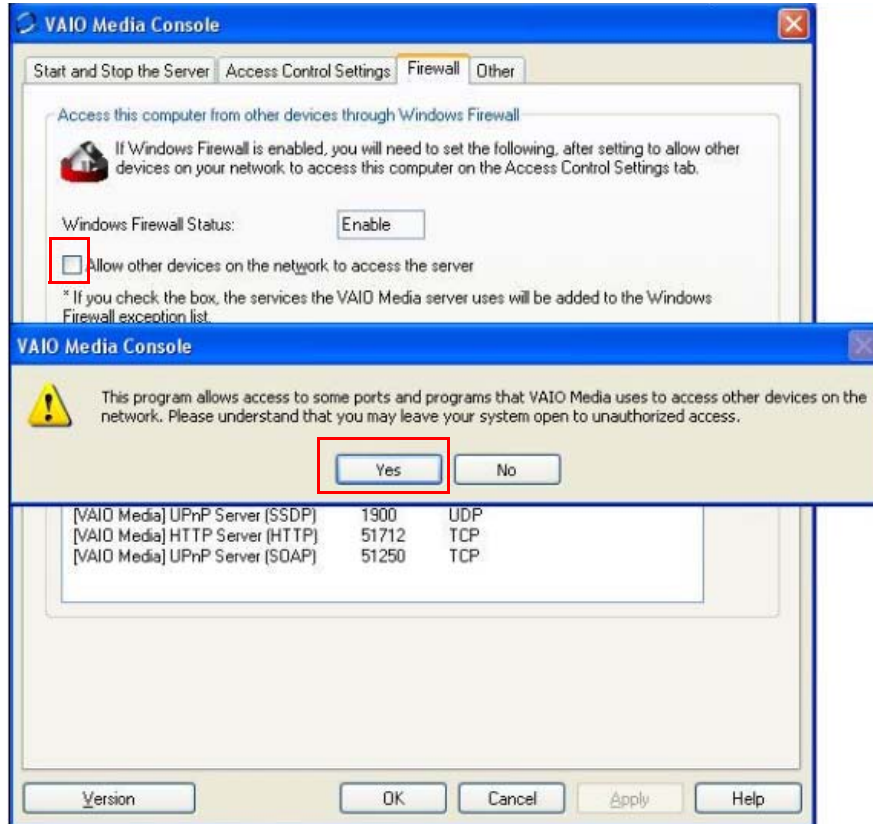 VAIO Media Console
Start and Stop the Server Access Control Settings Firewall Other
Access this computer from other devices through Windows Firewall
If Windows Firewall is enabled, you will need to set the following, after setting to allow other
devices on your network to access this computer on the Access Control Settings tab.
Windows Firewall Status: Enable
Allow other devices on the network to access the server
* If you check the box, the services the VAIO Media server uses will be added to the Windows
Firewall exception list.
VAIO Media Console
This program allows access to some ports and programs that VAIO Media uses to access other devices on the
network. Please understand that you may leave your system open to unauthorized access.
Yes No
[VAIO Media] UPnP Server (SSDP) 1900 UDP
[VAIO Media] HTTP Server (HTTP) 51712 TCP
[VAIO Media] UPnP Server (SOAP) 51250 TCP
Version OK Cancel Apply Help